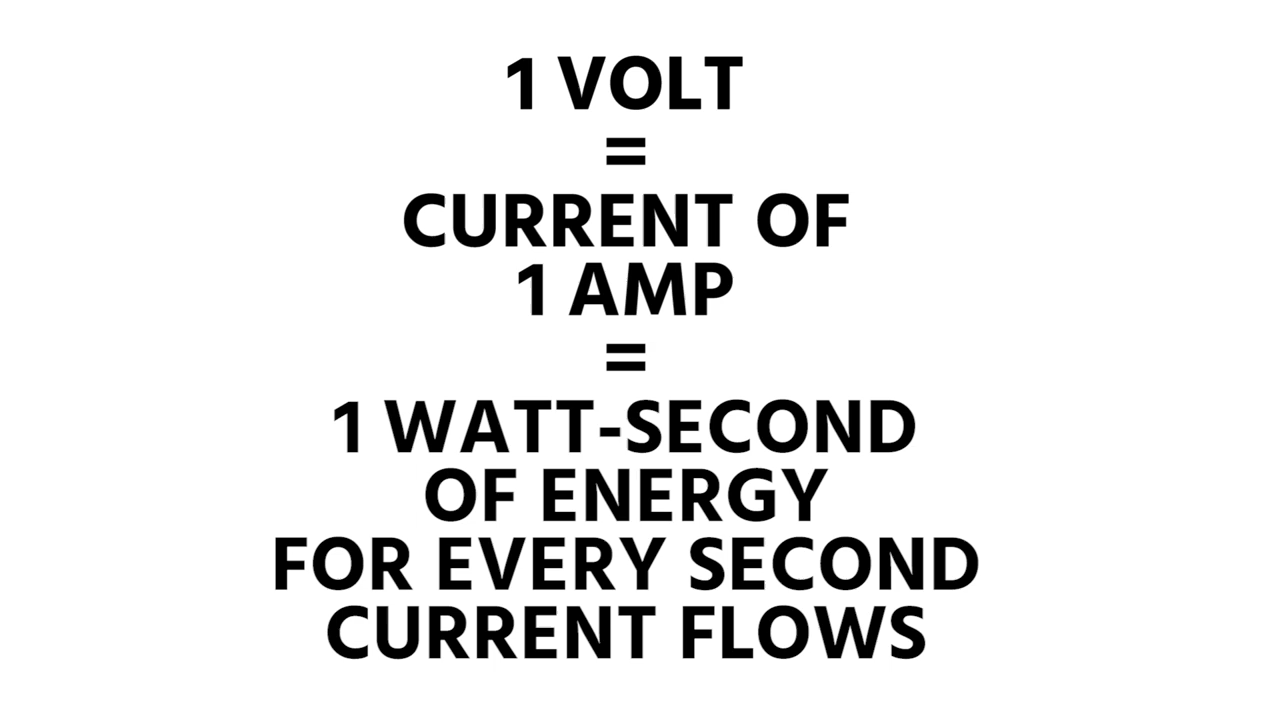 1 VOLT
=
CURRENT OF
1 AMP
=
1 WATT-SECOND
OF ENERGY
FOR EVERY SECOND
CURRENT FLOWS